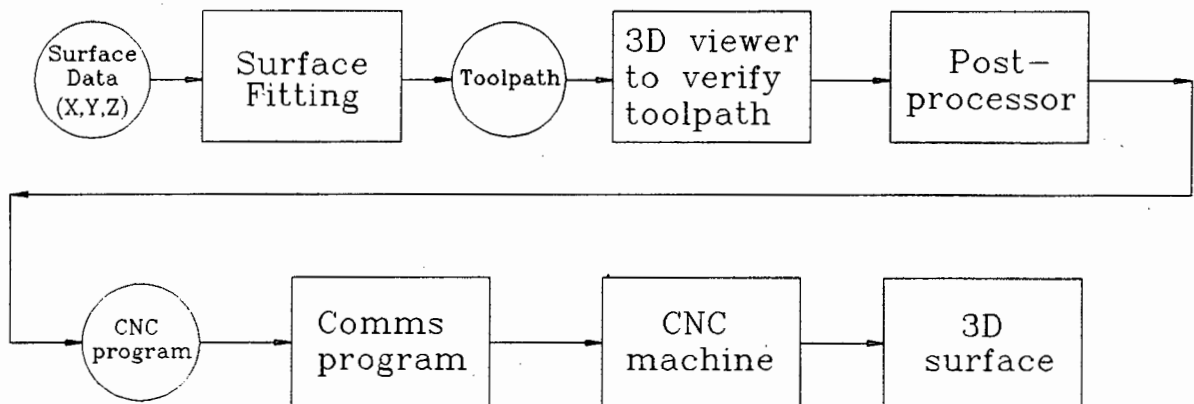 Surface
Data
(X,Y,Z)
Surface
Fitting
Toolpath
3D viewer
to verify
toolpath
Post-
processor
CNC
program
Comms
program
CNC
machine
3D
surface